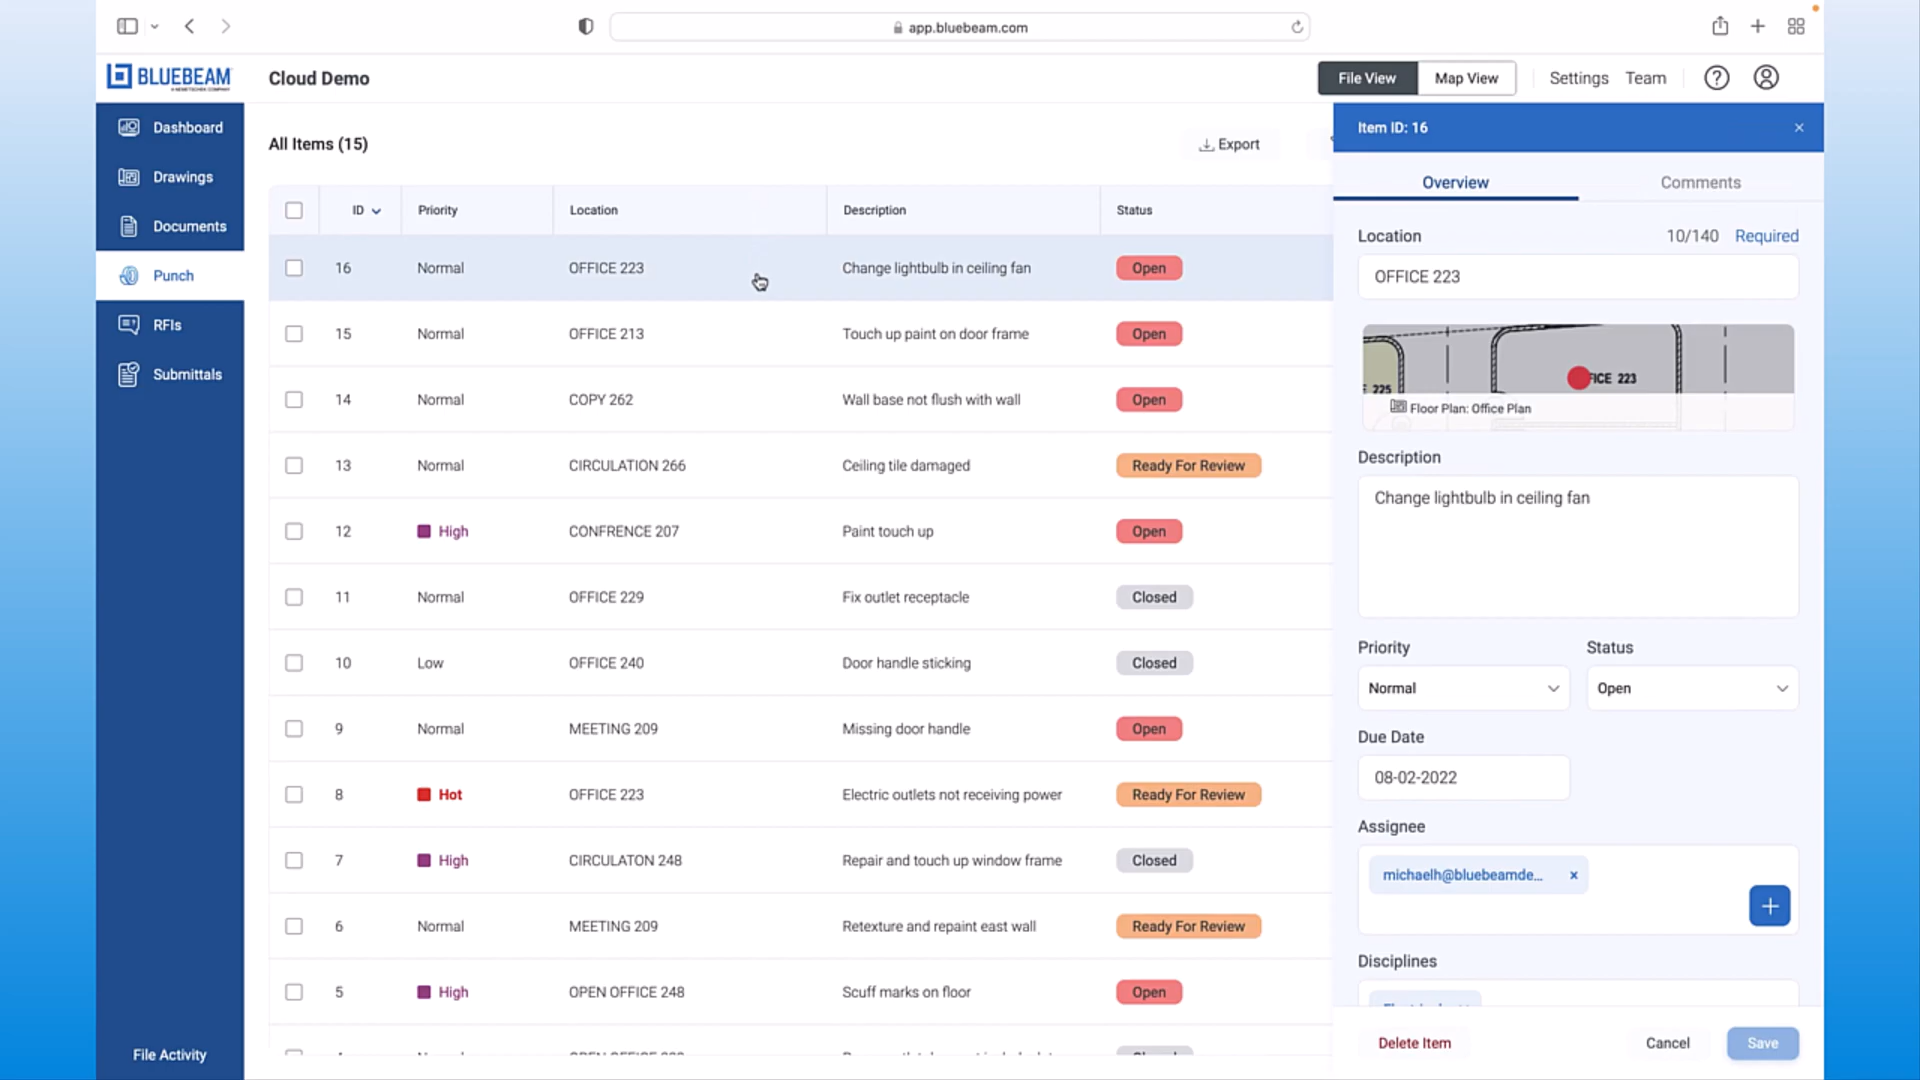 app.bluebeam.com
BLUEBEAM
A NEMETSCHEK COMPANY
Cloud Demo
File View
Map View
Settings
Team
Dashboard
Drawings
Documents
Punch
RFIs
Submittals
File Activity
All Items (15)
Export
ID Priority Location Description Status
16 Normal OFFICE 223 Change lightbulb in ceiling fan Open
15 Normal OFFICE 213 Touch up paint on door frame Open
14 Normal COPY 262 Wall base not flush with wall Open
13 Normal CIRCULATION 266 Ceiling tile damaged Ready For Review
12 High CONFRENCE 207 Paint touch up Open
11 Normal OFFICE 229 Fix outlet receptacle Closed
10 Low OFFICE 240 Door handle sticking Closed
9 Normal MEETING 209 Missing door handle Open
8 Hot OFFICE 223 Electric outlets not receiving power Ready For Review
7 High CIRCULATON 248 Repair and touch up window frame Closed
6 Normal MEETING 209 Retexture and repaint east wall Ready For Review
5 High OPEN OFFICE 248 Scuff marks on floor Open
Item ID: 16
Overview
Comments
Location 10/140 Required
OFFICE 223
225
FICE 223
Floor Plan: Office Plan
Description
Change lightbulb in ceiling fan
Priority Status
Normal Open
Due Date
08-02-2022
Assignee
michaelh@bluebeamde...
Disciplines
Delete Item
Cancel
Save